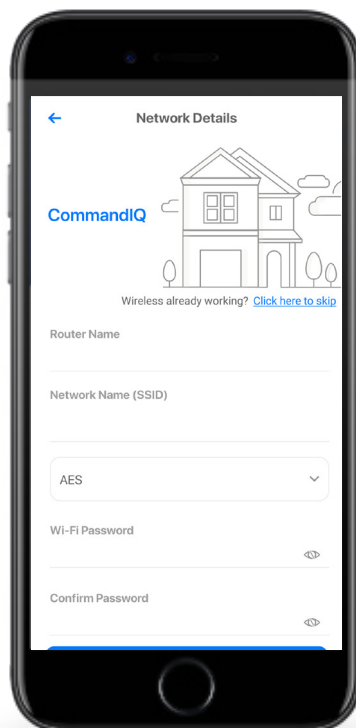 Network Details
CommandIQ
Wireless already working? Click here to skip
Router Name
Network Name (SSID)
AES
Wi-Fi Password
Confirm Password